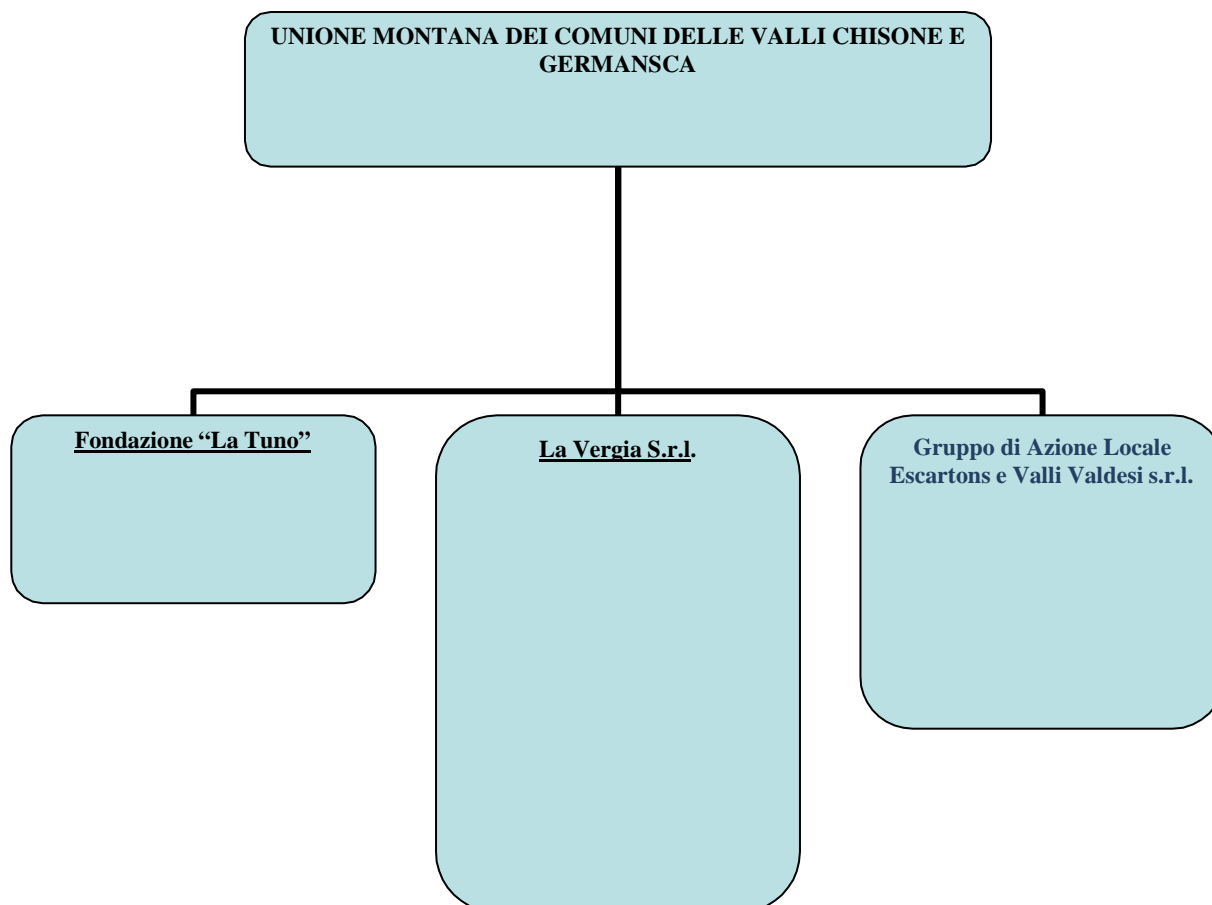 UNIONE MONTANA DEI COMUNI DELLE VALLI CHISONE E
GERMANSCA
Fondazione “La Tuno”
La Vergia S.r.l.
Gruppo di Azione Locale
Escartons e Valli Valdesi s.r.l.